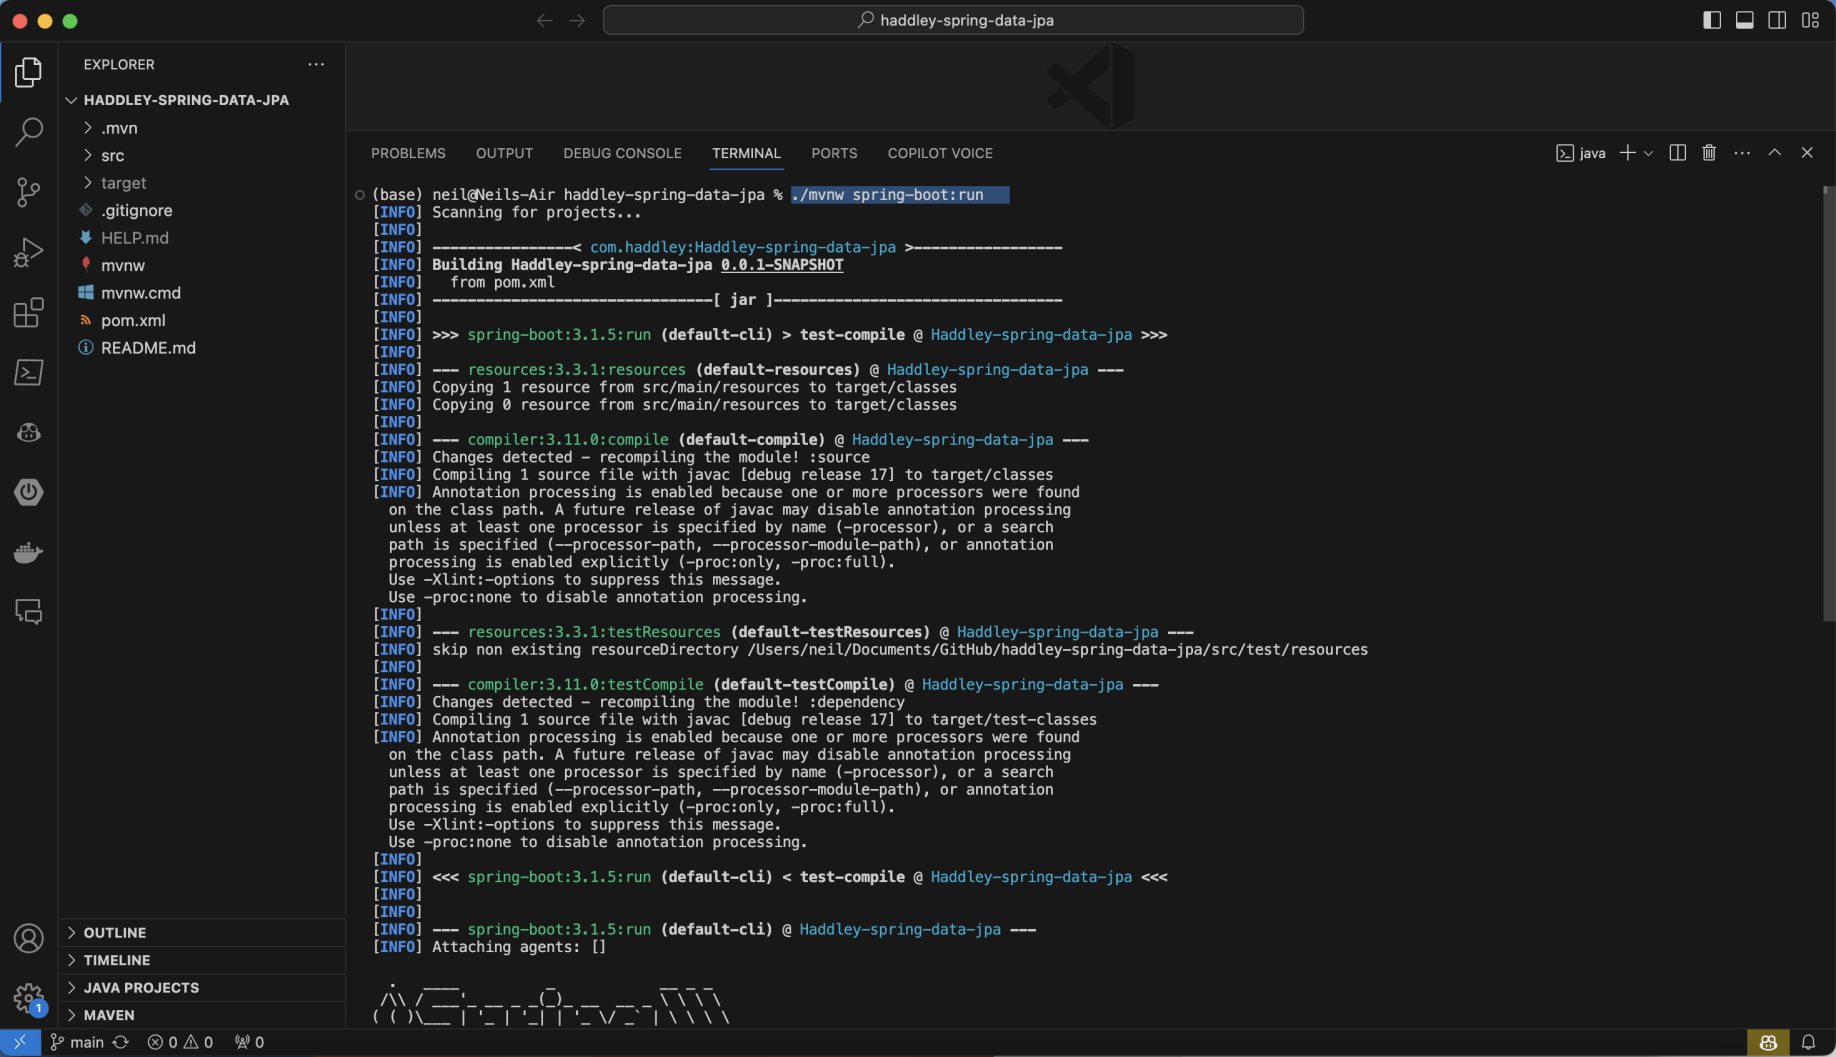 haddley-spring-data-jpa
EXPLORER
HADDLEY-SPRING-DATA-JPA
.mvn
src
target
.gitignore
HELP.md
mvnw
mvnw.cmd
pom.xml
README.md
OUTLINE
TIMELINE
JAVA PROJECTS
MAVEN
1
PROBLEMS OUTPUT DEBUG CONSOLE TERMINAL PORTS COPILOT VOICE
java
(base) neil@Neils-Air haddley-spring-data-jpa % ./mvnw spring-boot:run
[INFO] Scanning for projects...
[INFO]
[INFO] ----------------< com.haddley:Haddley-spring-data-jpa >-----------------
[INFO] Building Haddley-spring-data-jpa 0.0.1-SNAPSHOT
[INFO]   from pom.xml
[INFO] --------------------------------[ jar ]---------------------------------
[INFO]
[INFO] >>> spring-boot:3.1.5:run (default-cli) > test-compile @ Haddley-spring-data-jpa >>>
[INFO]
[INFO] --- resources:3.3.1:resources (default-resources) @ Haddley-spring-data-jpa ---
[INFO] Copying 1 resource from src/main/resources to target/classes
[INFO] Copying 0 resource from src/main/resources to target/classes
[INFO]
[INFO] --- compiler:3.11.0:compile (default-compile) @ Haddley-spring-data-jpa ---
[INFO] Changes detected - recompiling the module! :source
[INFO] Compiling 1 source file with javac [debug release 17] to target/classes
[INFO] Annotation processing is enabled because one or more processors were found
  on the class path. A future release of javac may disable annotation processing
  unless at least one processor is specified by name (-processor), or a search
  path is specified (--processor-path, --processor-module-path), or annotation
  processing is enabled explicitly (-proc:only, -proc:full).
  Use -Xlint:-options to suppress this message.
  Use -proc:none to disable annotation processing.
[INFO]
[INFO] --- resources:3.3.1:testResources (default-testResources) @ Haddley-spring-data-jpa ---
[INFO] skip non existing resourceDirectory /Users/neil/Documents/GitHub/haddley-spring-data-jpa/src/test/resources
[INFO]
[INFO] --- compiler:3.11.0:testCompile (default-testCompile) @ Haddley-spring-data-jpa ---
[INFO] Changes detected - recompiling the module! :dependency
[INFO] Compiling 1 source file with javac [debug release 17] to target/test-classes
[INFO] Annotation processing is enabled because one or more processors were found
  on the class path. A future release of javac may disable annotation processing
  unless at least one processor is specified by name (-processor), or a search
  path is specified (--processor-path, --processor-module-path), or annotation
  processing is enabled explicitly (-proc:only, -proc:full).
  Use -Xlint:-options to suppress this message.
  Use -proc:none to disable annotation processing.
[INFO]
[INFO] <<< spring-boot:3.1.5:run (default-cli) < test-compile @ Haddley-spring-data-jpa <<<
[INFO]
[INFO]
[INFO] --- spring-boot:3.1.5:run (default-cli) @ Haddley-spring-data-jpa ---
[INFO] Attaching agents: []
  .   ____          _            __ _ _
 /\\ / ___'_ __ _ _(_)_ __  __ _ \ \ \ \
( ( )\___ | '_ | '_| | '_ \/ _` | \ \ \ \
main 0 0 0